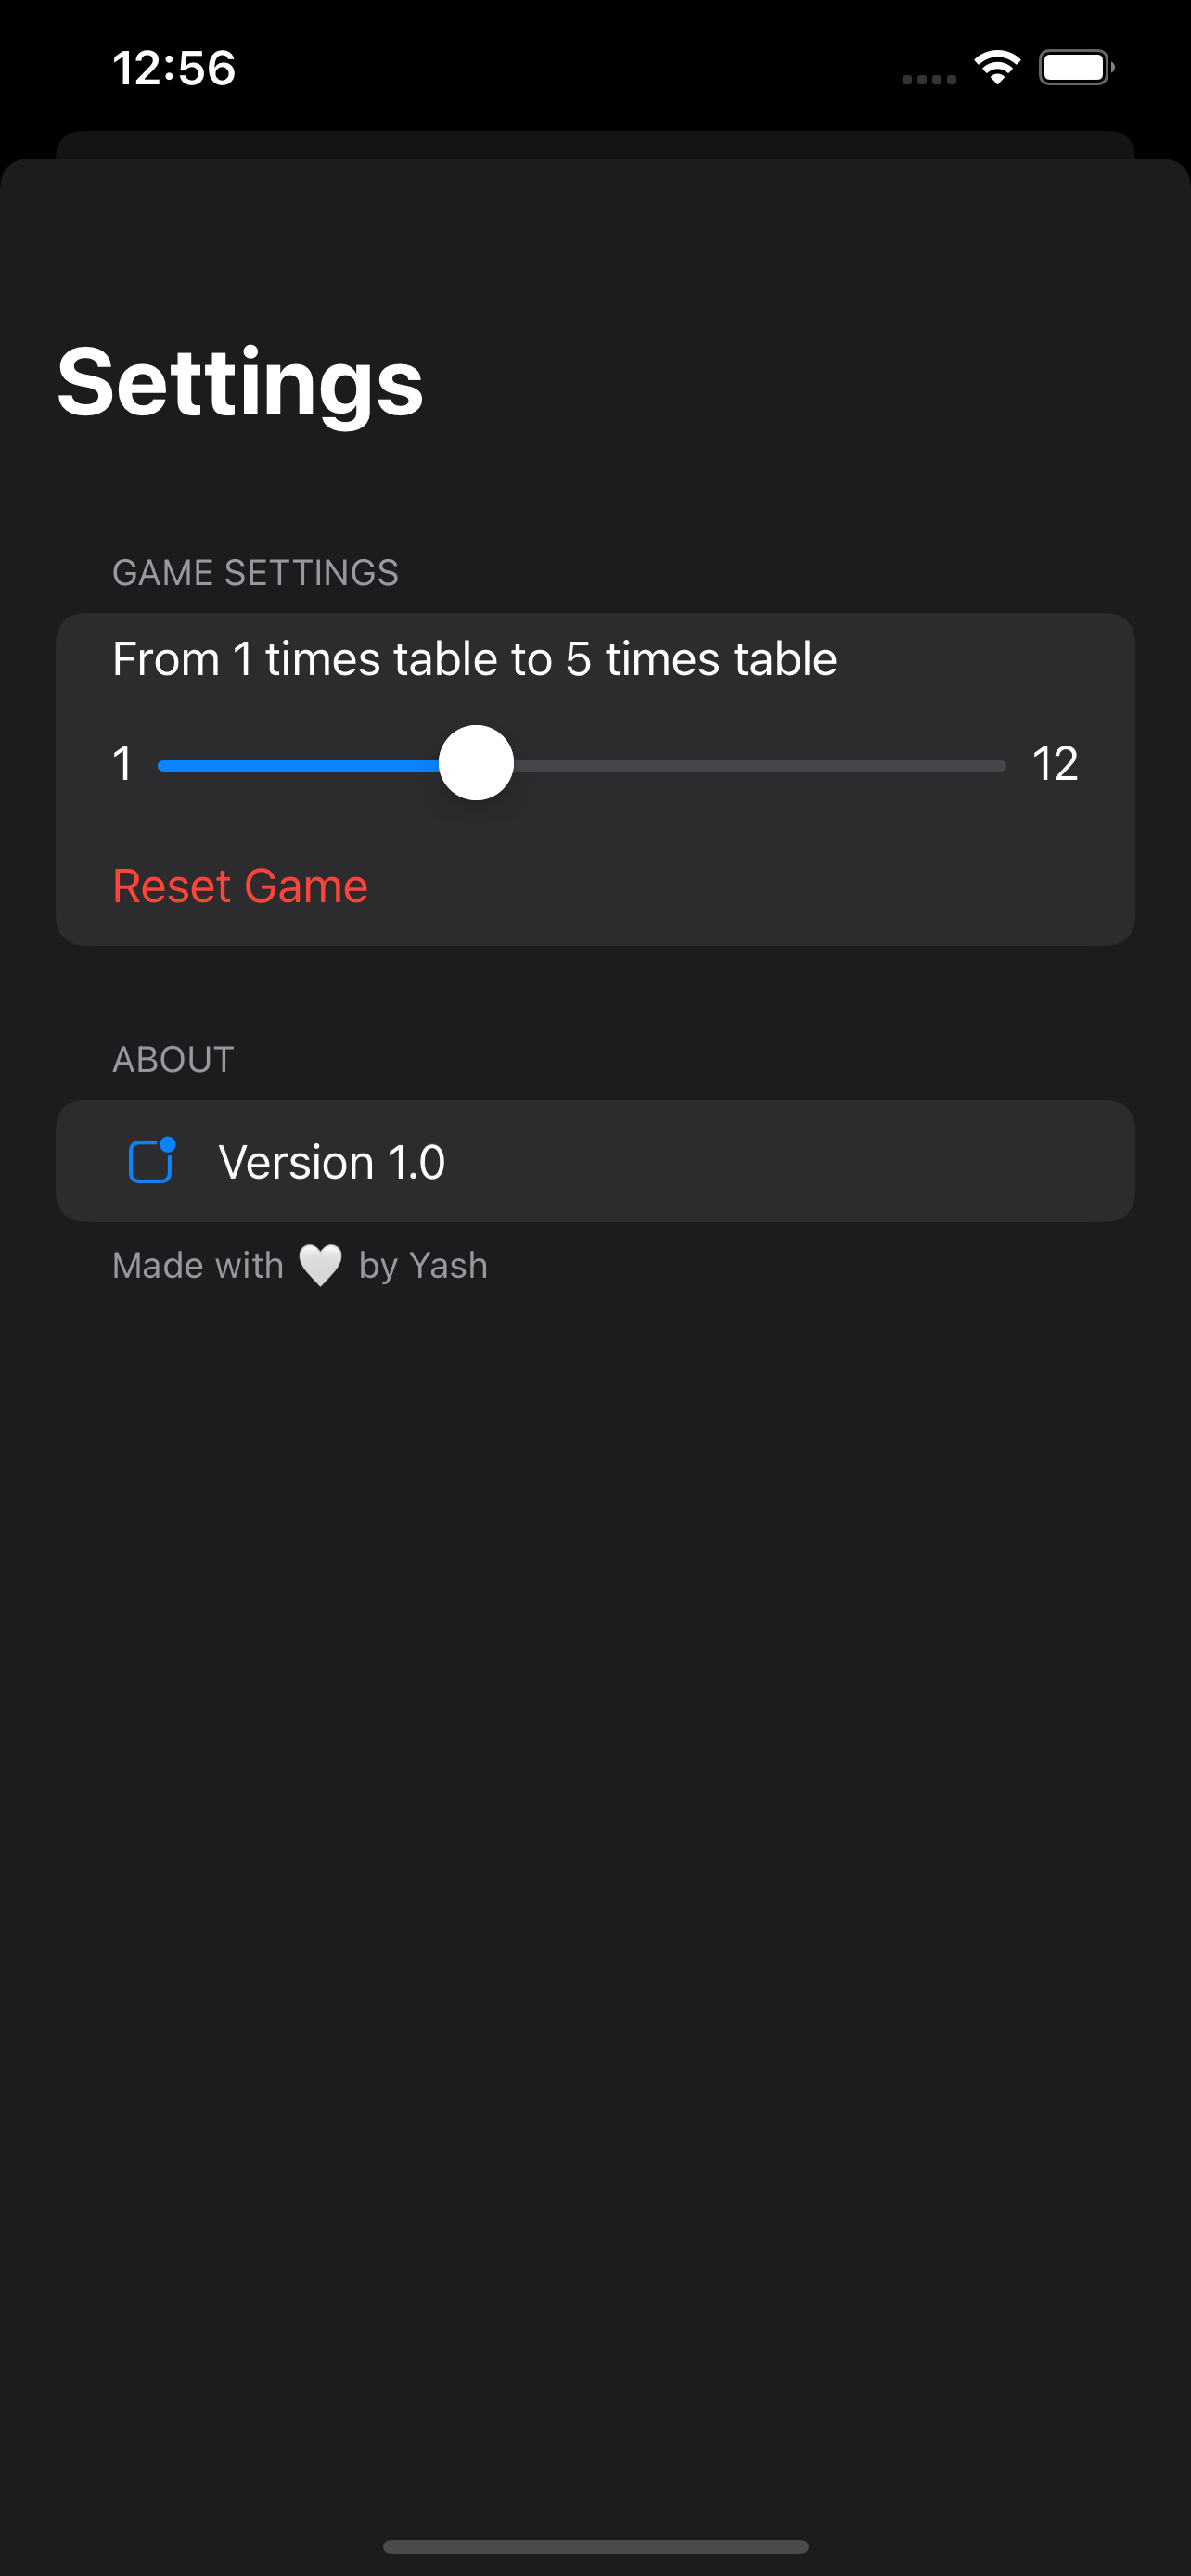 12:56
Settings
GAME SETTINGS
From 1 times table to 5 times table
1 12
Reset Game
ABOUT
Version 1.0
Made with 🤍 by Yash